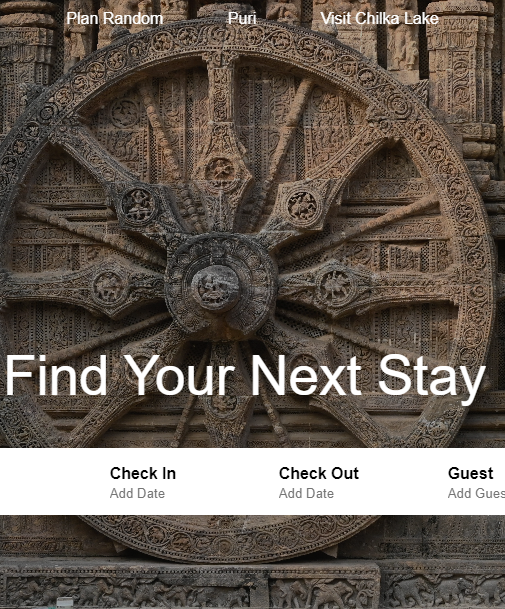 Plan Random Puri Visit Chilka Lake
Find Your Next Stay
Check In Check Out Guest
Add Date Add Date Add Gues